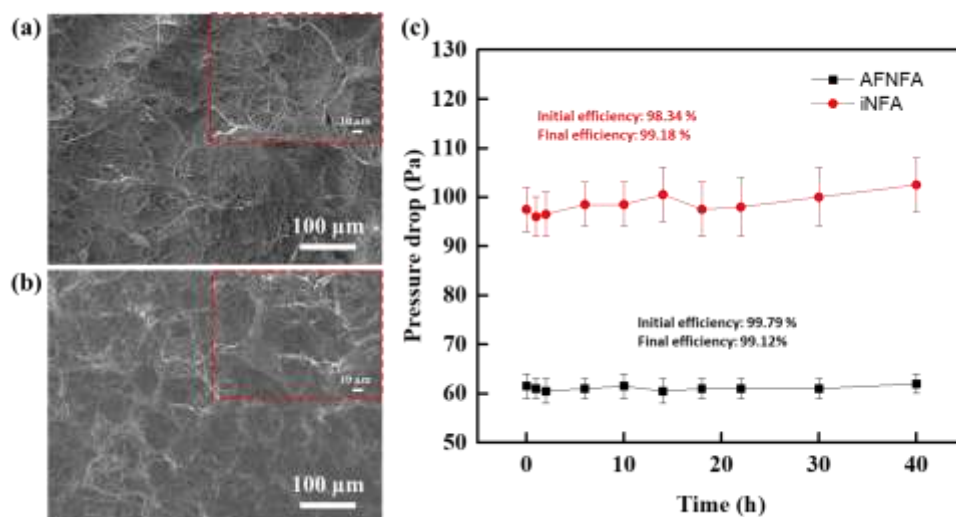 (a)
10 µm
100 µm
(b)
10 µm
100 µm
(c)
130
120
110
100
90
80
70
60
50
Pressure drop (Pa)
AFNFA
iNFA
Initial efficiency: 98.34 %
Final efficiency: 99.18 %
Initial efficiency: 99.79 %
Final efficiency: 99.12%
0
10
20
30
40
Time (h)